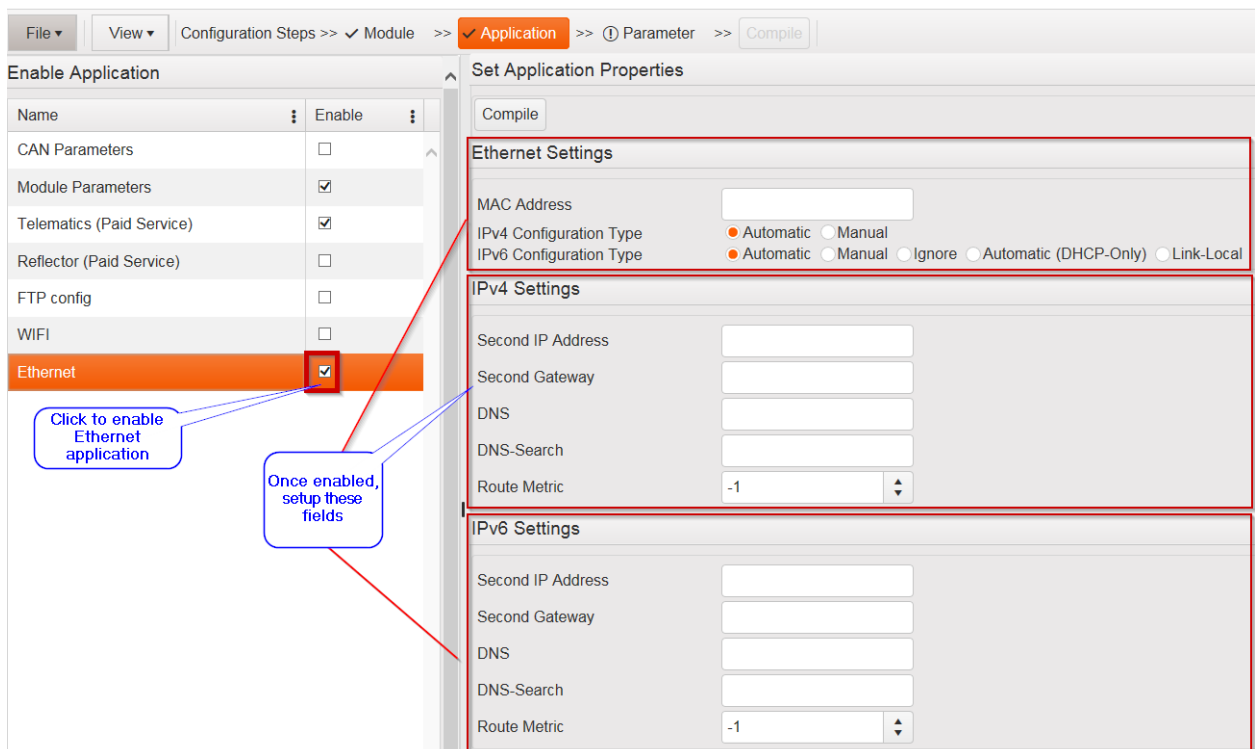 File ▾ View ▾ Configuration Steps >> ✓ Module >> ✓ Application >> ! Parameter >> Compile
Enable Application
Name Enable
CAN Parameters
Module Parameters
Telematics (Paid Service)
Reflector (Paid Service)
FTP config
WIFI
Ethernet
Click to enable
Ethernet
application
Once enabled,
setup these
fields
Set Application Properties
Compile
Ethernet Settings
MAC Address
IPv4 Configuration Type Automatic Manual
IPv6 Configuration Type Automatic Manual Ignore Automatic (DHCP-Only) Link-Local
IPv4 Settings
Second IP Address
Second Gateway
DNS
DNS-Search
Route Metric -1
IPv6 Settings
Second IP Address
Second Gateway
DNS
DNS-Search
Route Metric -1